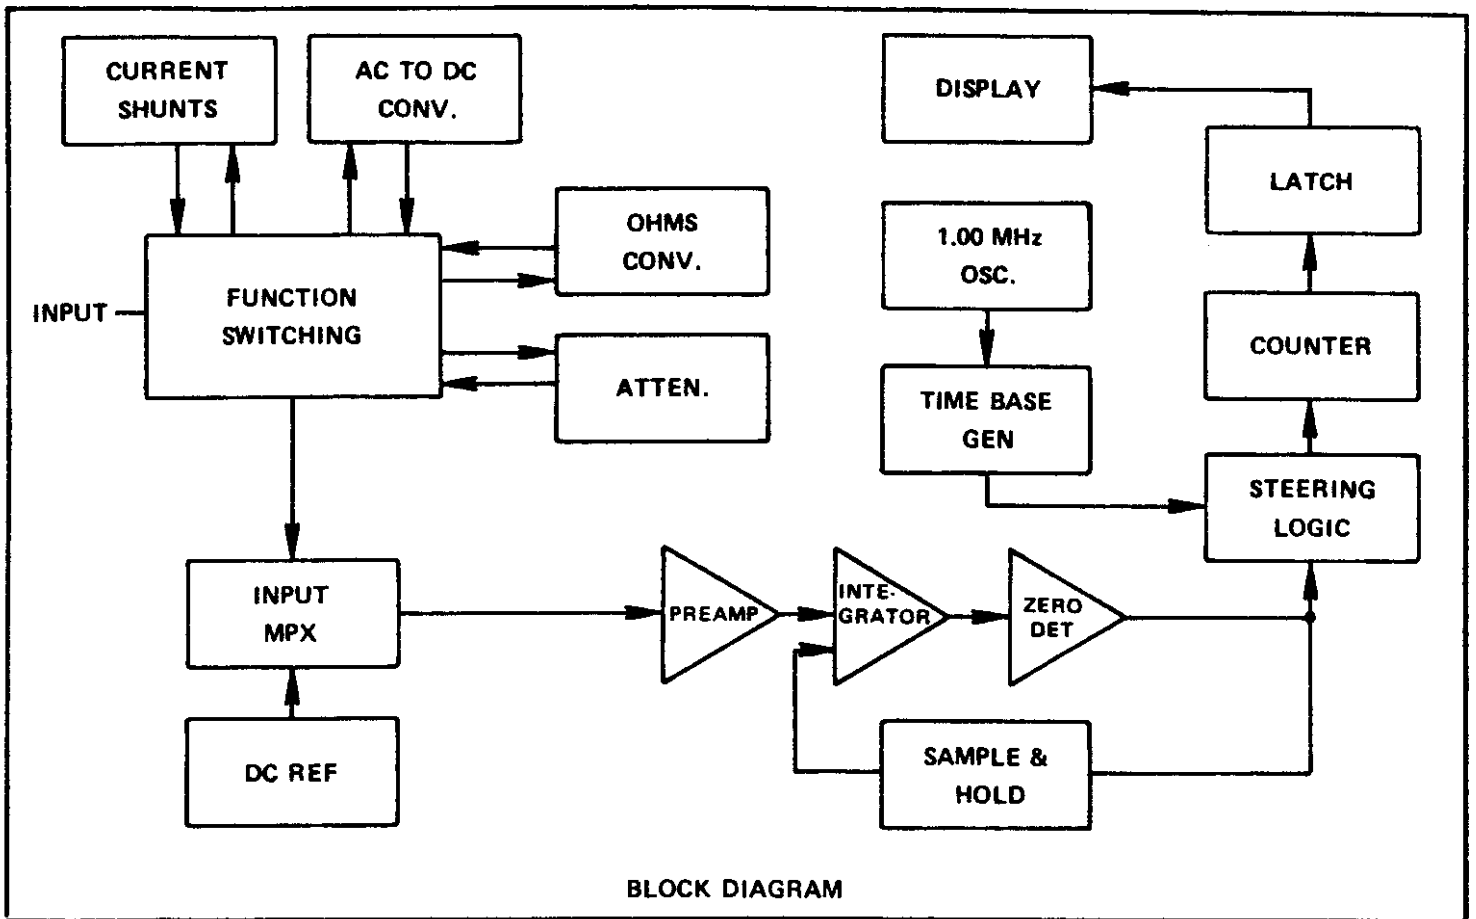 CURRENT
SHUNTS
AC TO DC
CONV.
DISPLAY
LATCH
OHMS
CONV.
1.00 MHz
OSC.
INPUT
FUNCTION
SWITCHING
COUNTER
ATTEN.
TIME BASE
GEN
STEERING
LOGIC
INPUT
MPX
PREAMP
INTE-
GRATOR
ZERO
DET
DC REF
SAMPLE &
HOLD
BLOCK DIAGRAM